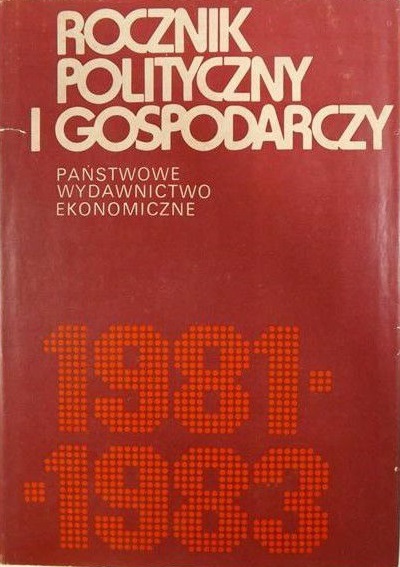 ROCZNIK
POLITYCZNY
I GOSPODARCZY
PAŃSTWOWE
WYDAWNICTWO
EKONOMICZNE
1981-
-1983